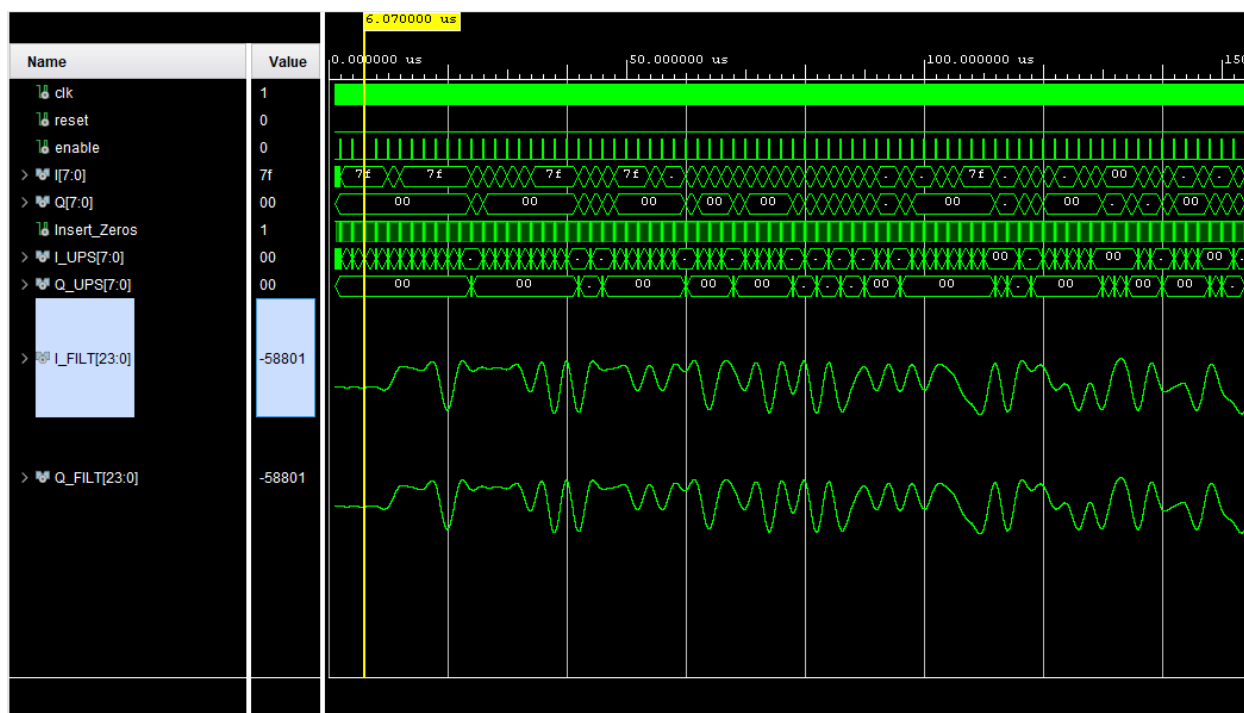 6.070000 us
Name Value 0.000000 us 50.000000 us 100.000000 us 150
clk 1
reset 0
enable 0
I[7:0] 7f 7f 7f 7f 7f - - - 7f - - 00 - -
Q[7:0] 00 00 00 00 00 00 - 00 - 00 - - 00
Insert_Zeros 1
I_UPS[7:0] 00 - - - - - - - - - 00 - 00 - 00
Q_UPS[7:0] 00 00 00 - 00 00 00 - - - 00 00 - 00 00 00 -
I_FILT[23:0] -58801
Q_FILT[23:0] -58801